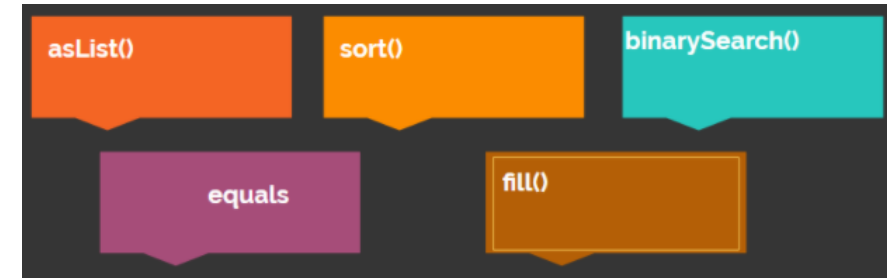 asList()
sort()
binarySearch()
equals
fill()